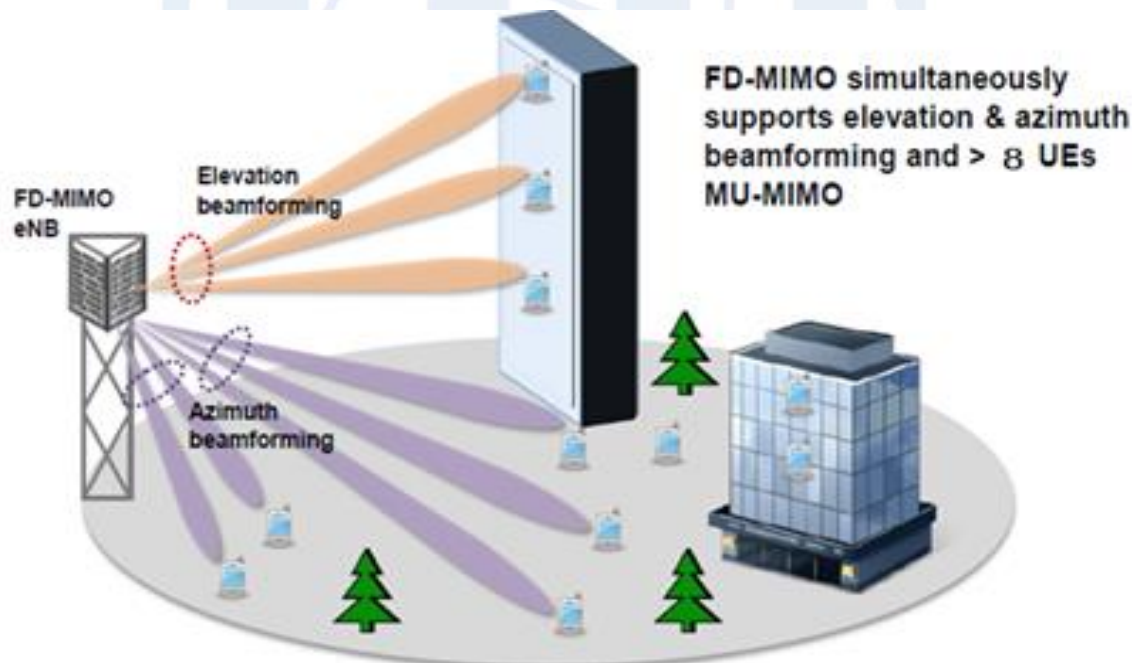 FD-MIMO simultaneously
supports elevation & azimuth
beamforming and > 8 UEs
MU-MIMO
Elevation
beamforming
FD-MIMO
eNB
Azimuth
beamforming